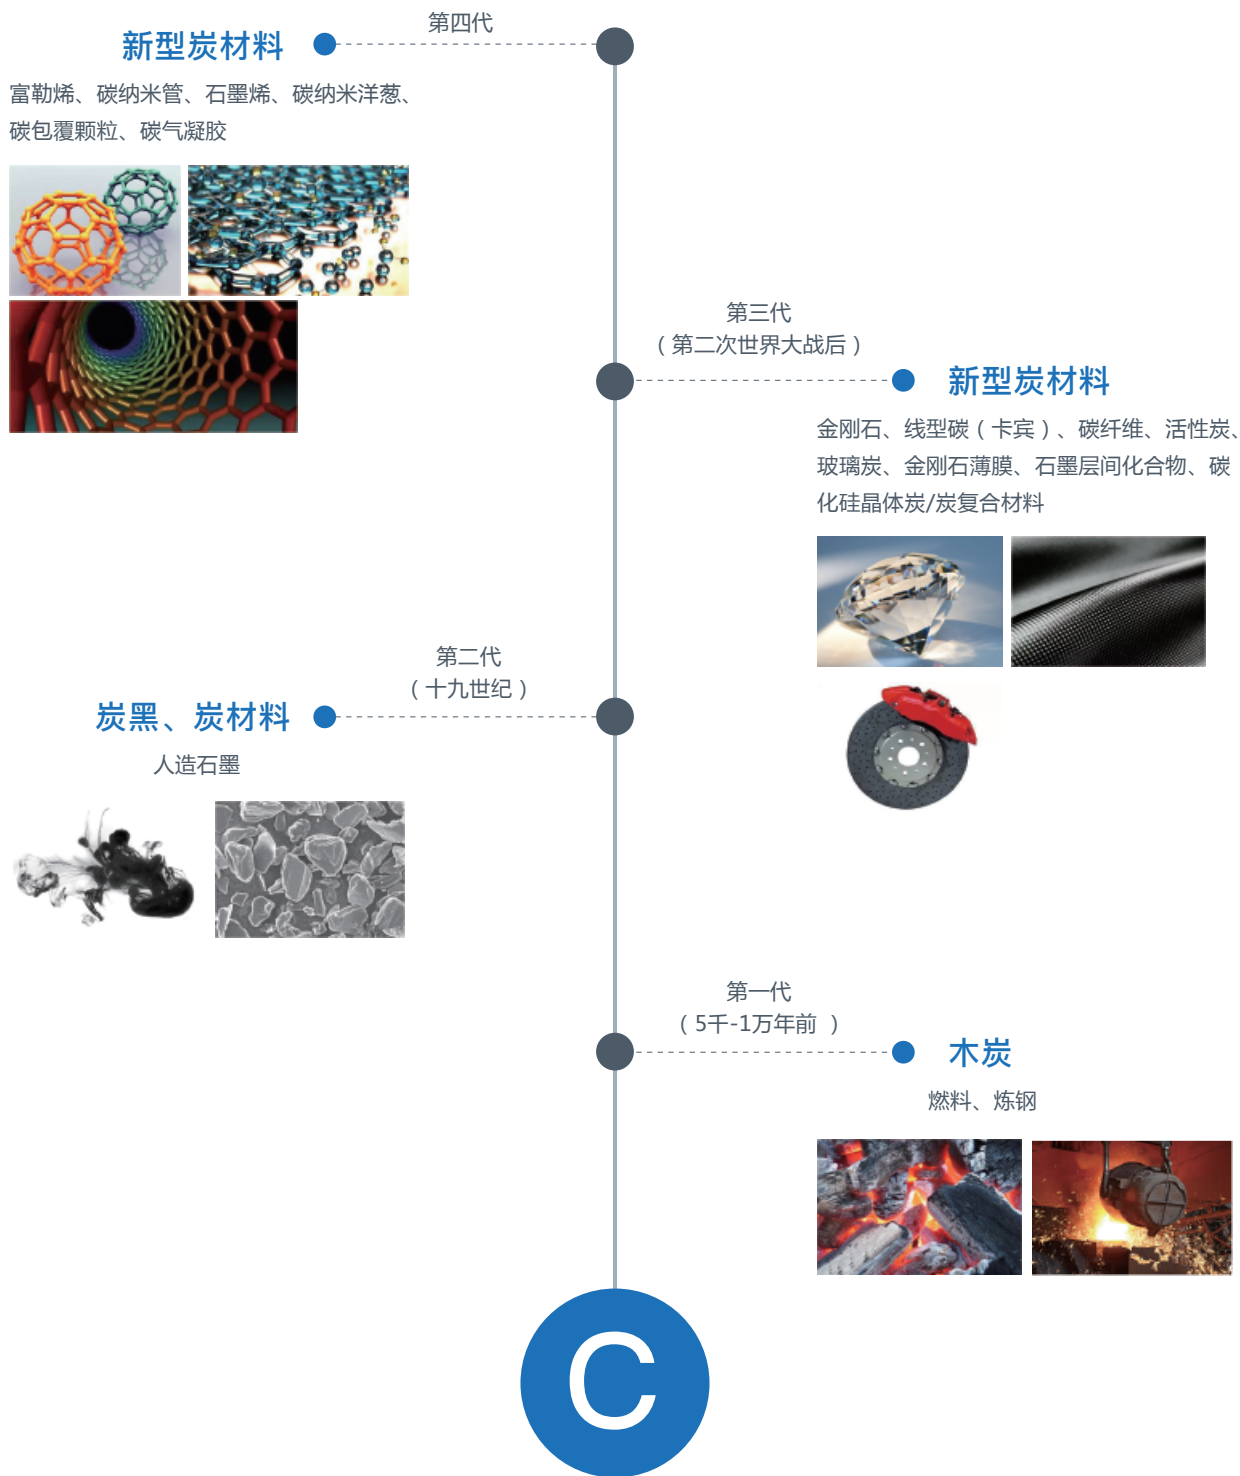 第四代
新型炭材料
富勒烯、碳纳米管、石墨烯、碳纳米洋葱、
碳包覆颗粒、碳气凝胶
第三代
（第二次世界大战后）
新型炭材料
金刚石、线型碳（卡宾）、碳纤维、活性炭、
玻璃炭、金刚石薄膜、石墨层间化合物、碳
化硅晶体炭/炭复合材料
第二代
（十九世纪）
炭黑、炭材料
人造石墨
第一代
（5千-1万年前 ）
木炭
燃料、炼钢
C